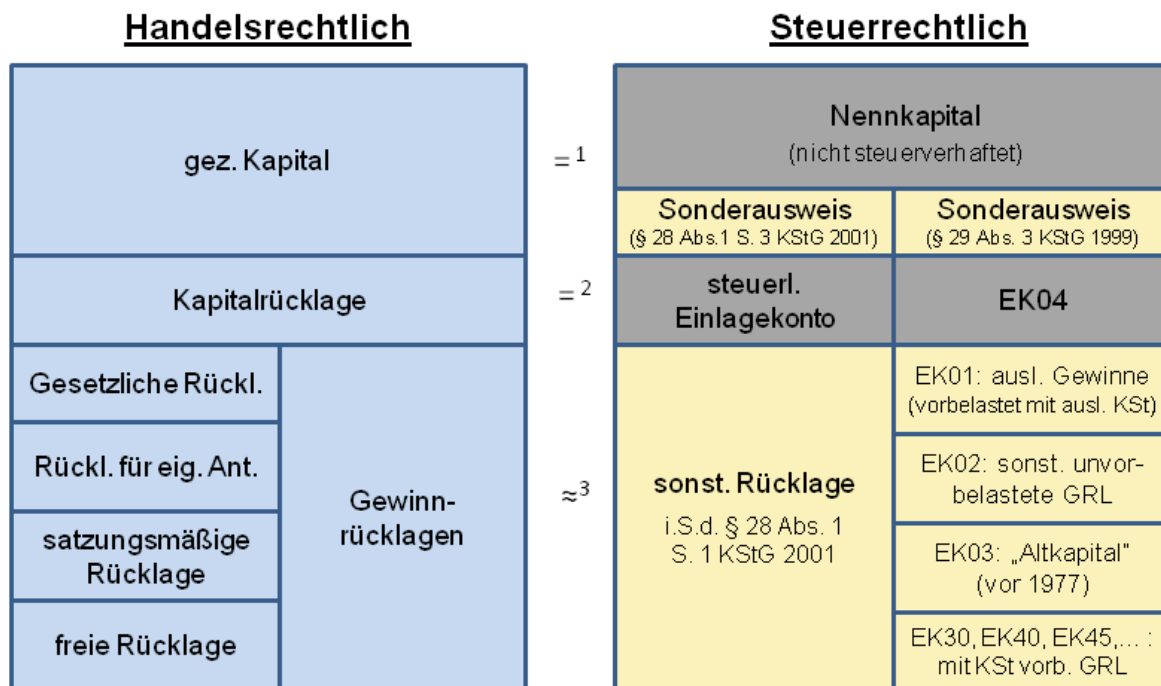 Handelsrechtlich
Steuerrechtlich
gez. Kapital
= 1
Nennkapital
(nicht steuerverhaftet)
Sonderausweis
(§ 28 Abs.1 S. 3 KStG 2001)
Sonderausweis
(§ 29 Abs. 3 KStG 1999)
Kapitalrücklage
= 2
steuerl.
Einlagekonto
EK04
Gesetzliche Rückl.
Rückl. für eig. Ant.
satzungsmäßige
Rücklage
freie Rücklage
Gewinn-
rücklagen
≈3
sonst. Rücklage
i.S.d. § 28 Abs. 1
S. 1 KStG 2001
EK01: ausl. Gewinne
(vorbelastet mit ausl. KSt)
EK02: sonst. unvor-
belastete GRL
EK03: „Altkapital"
(vor 1977)
EK30, EK40, EK45,... :
mit KSt vorb. GRL